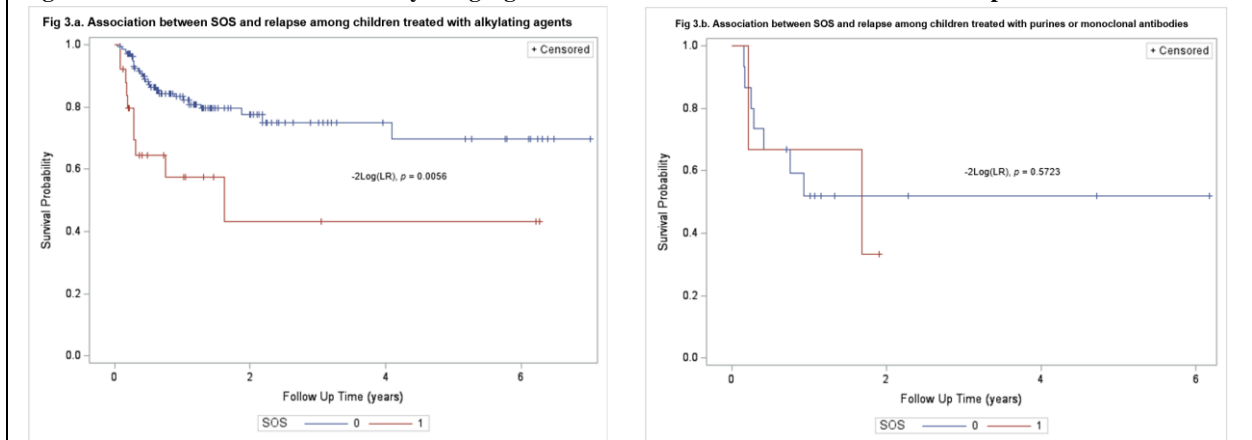 Fig 3.a. Association between SOS and relapse among children treated with alkylating agents
+ Censored
1.0
0.8
0.6
0.4
0.2
0.0
Survival Probability
-2Log(LR), p = 0.0056
0 2 4 6
Follow Up Time (years)
SOS 0 1
Fig 3.b. Association between SOS and relapse among children treated with purines or monoclonal antibodies
+ Censored
1.0
0.8
0.6
0.4
0.2
0.0
Survival Probability
-2Log(LR), p = 0.5723
0 2 4 6
Follow Up Time (years)
SOS 0 1